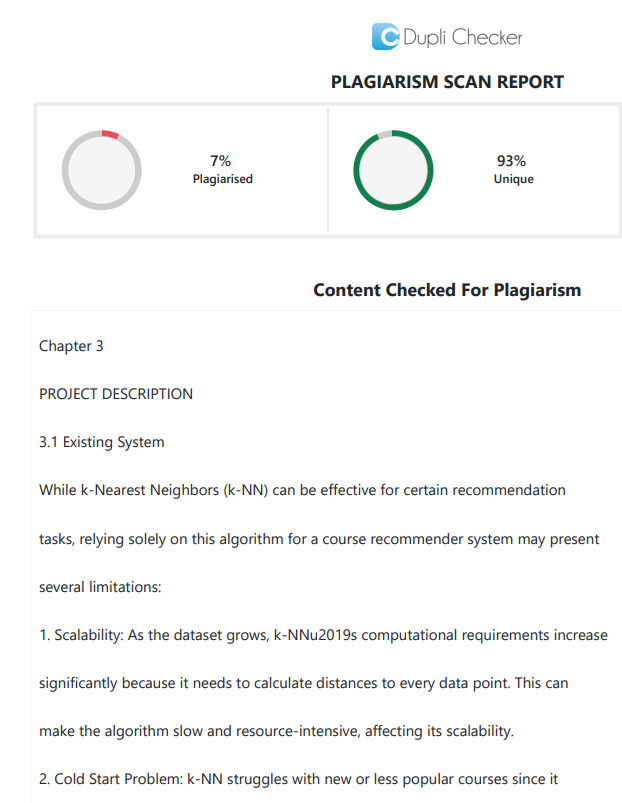 Dupli Checker
PLAGIARISM SCAN REPORT
7%
Plagiarised
93%
Unique
Content Checked For Plagiarism
Chapter 3
PROJECT DESCRIPTION
3.1 Existing System
While k-Nearest Neighbors (k-NN) can be effective for certain recommendation
tasks, relying solely on this algorithm for a course recommender system may present
several limitations:
1. Scalability: As the dataset grows, k-NNu2019s computational requirements increase
significantly because it needs to calculate distances to every data point. This can
make the algorithm slow and resource-intensive, affecting its scalability.
2. Cold Start Problem: k-NN struggles with new or less popular courses since it